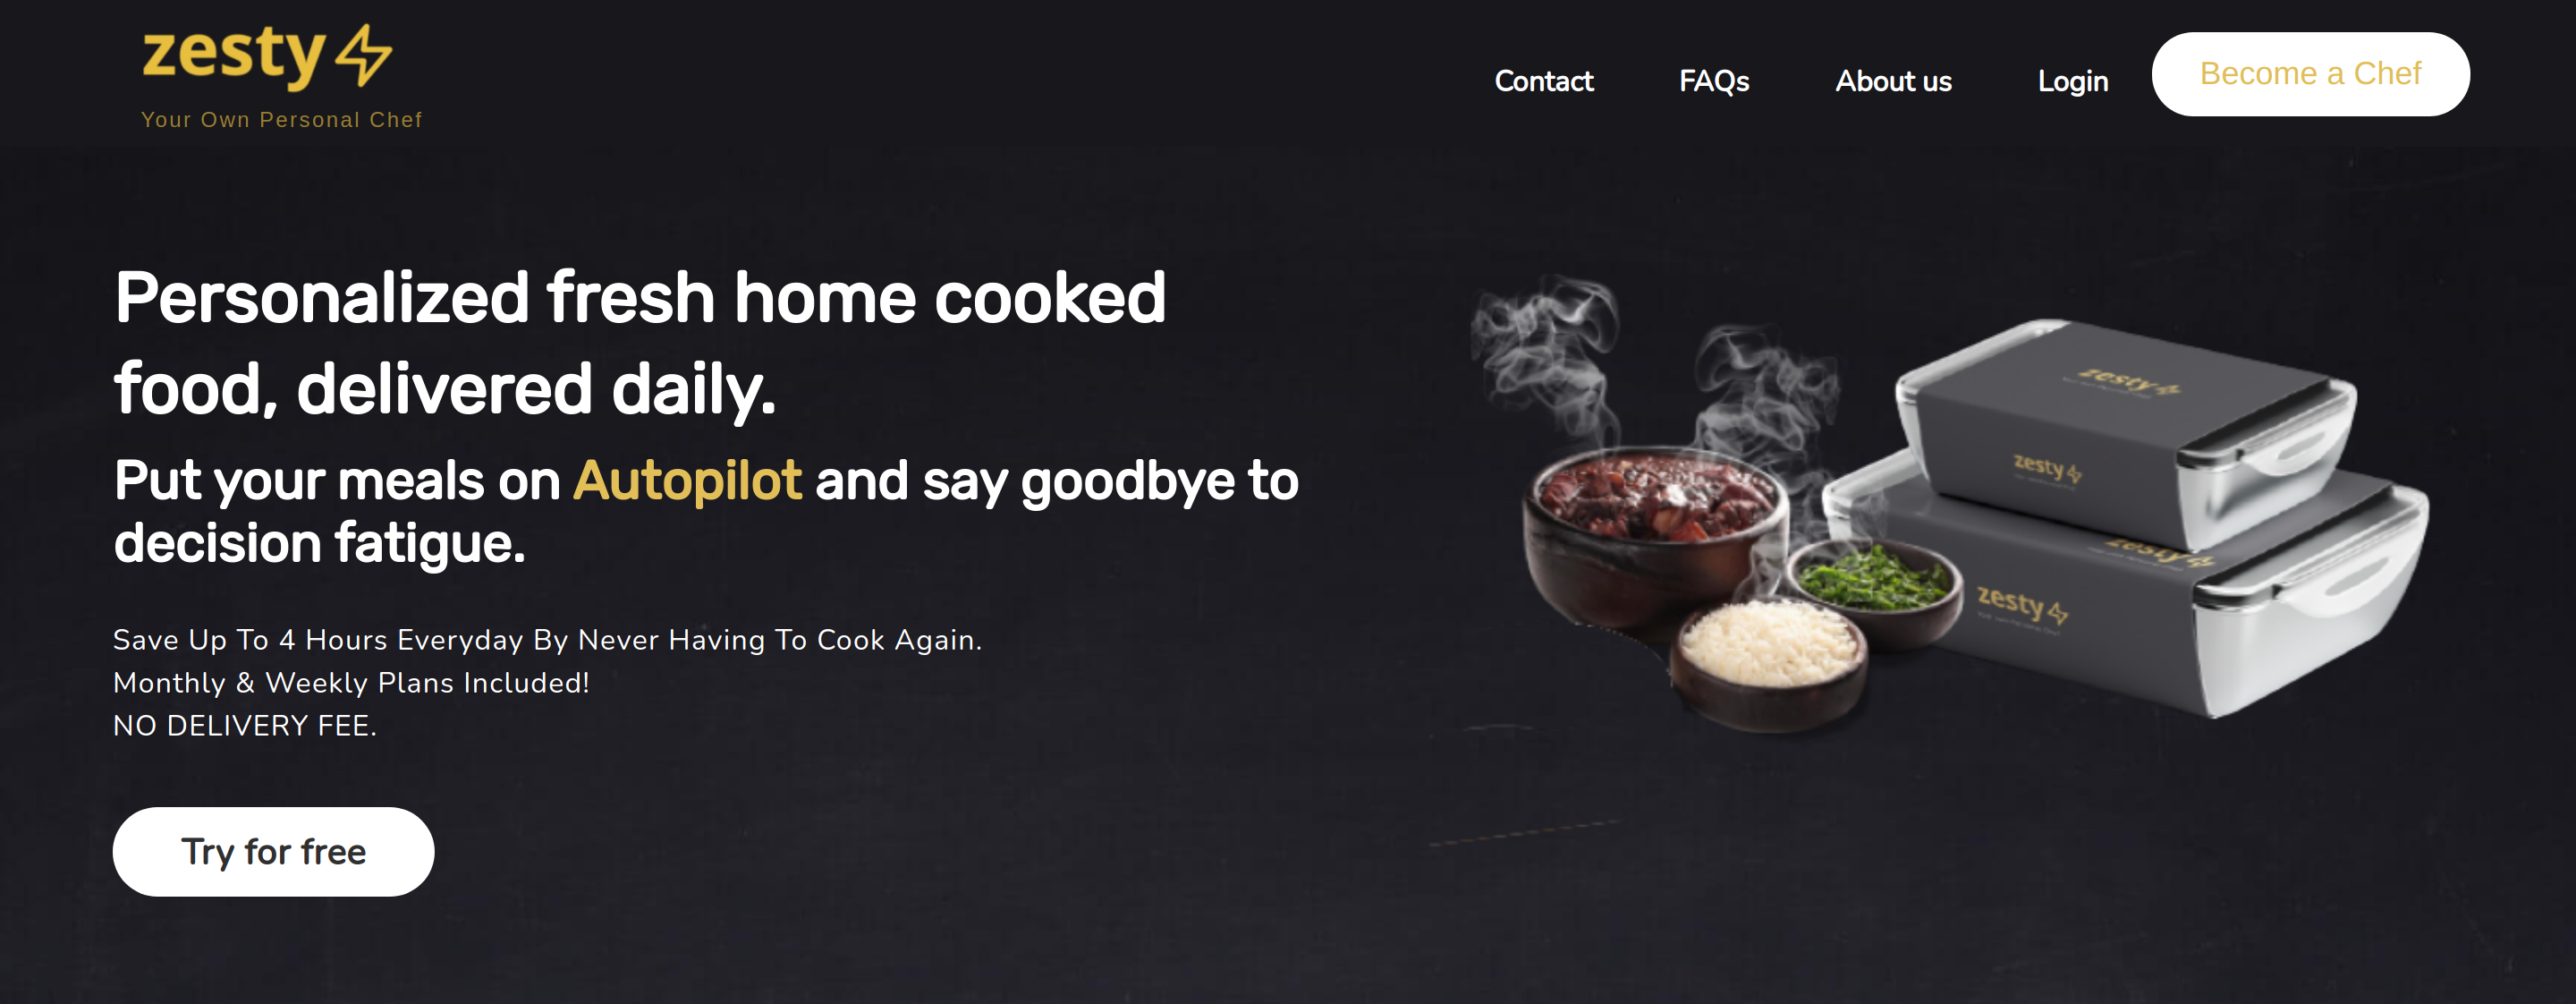 zesty
Your Own Personal Chef
Contact
FAQs
About us
Login
Become a Chef
Personalized fresh home cooked
food, delivered daily.
Put your meals on Autopilot and say goodbye to
decision fatigue.
Save Up To 4 Hours Everyday By Never Having To Cook Again.
Monthly & Weekly Plans Included!
NO DELIVERY FEE.
Try for free
zesty
zesty
zesty
zesty